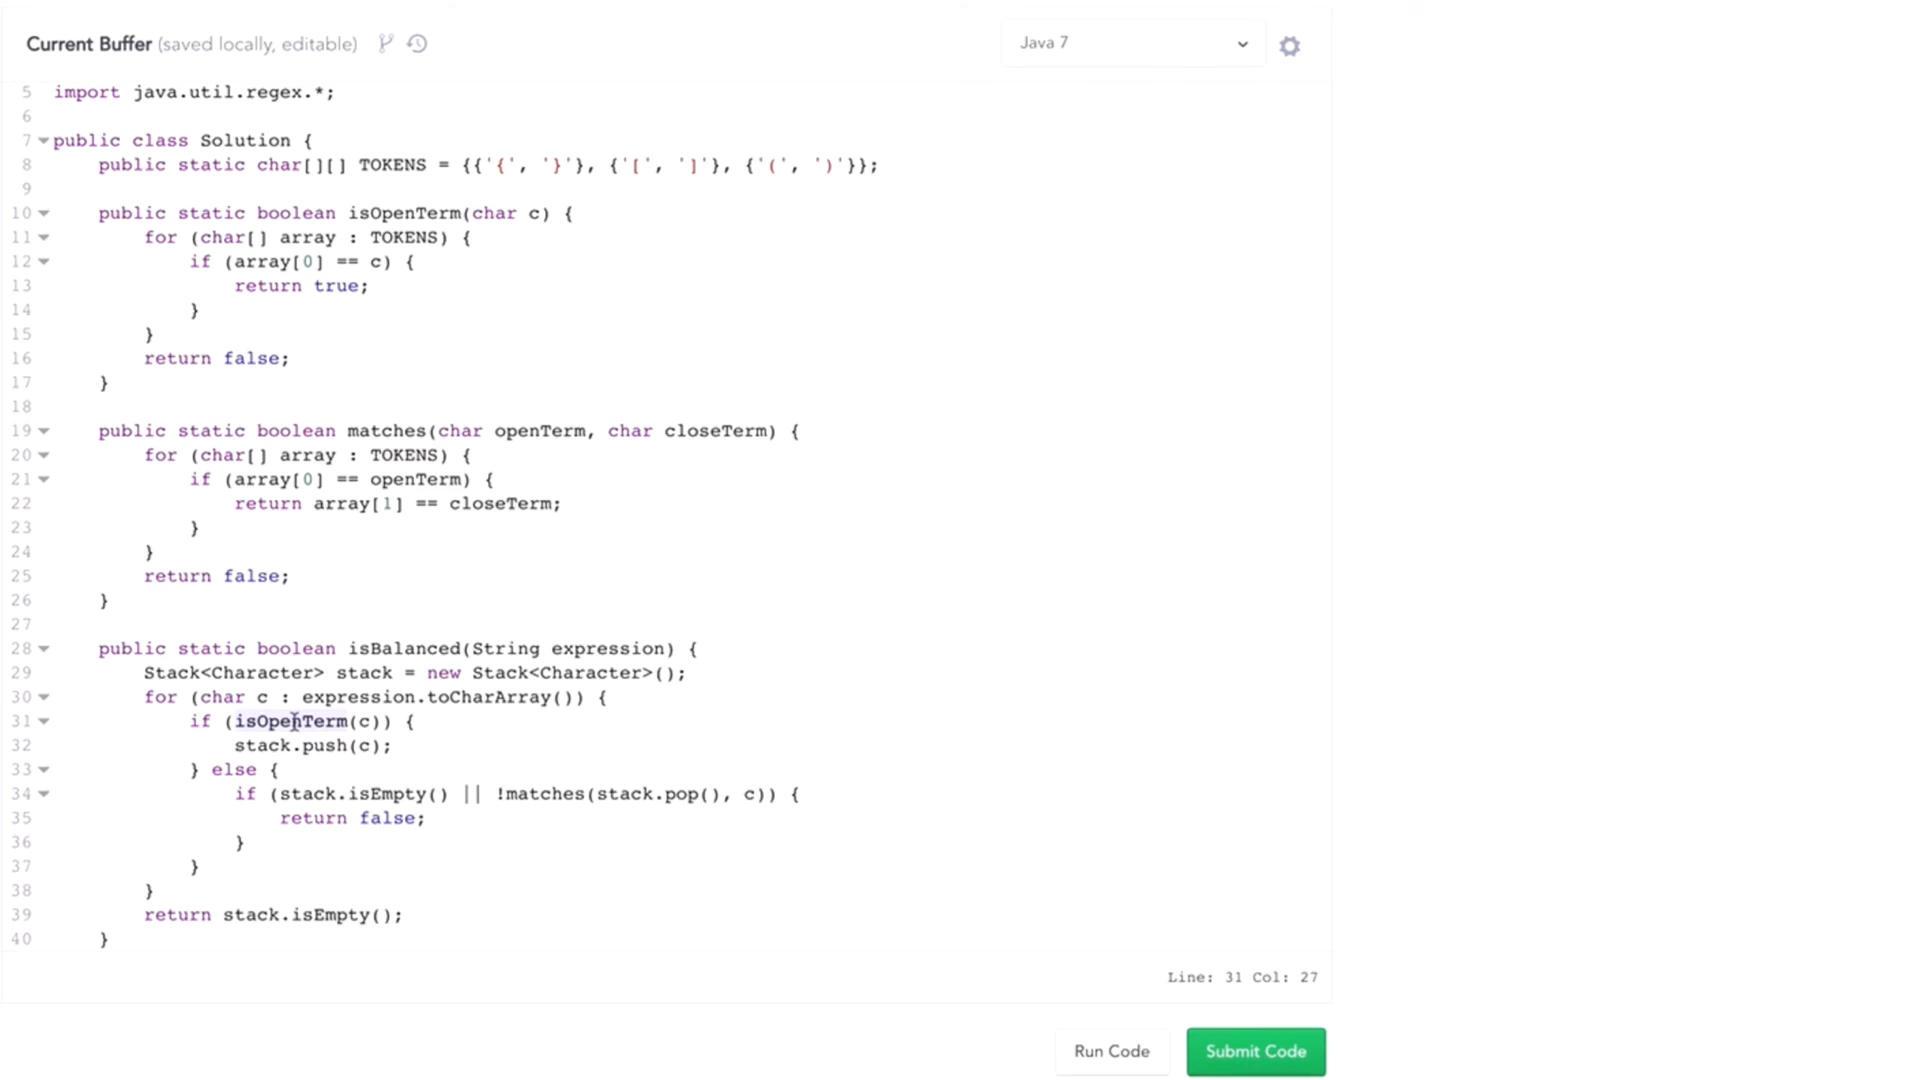 Current Buffer (saved locally, editable)
Java 7
5 import java.util.regex.*;
6
7 public class Solution {
8 public static char[][] TOKENS = {{'{', '}'}, {'[', ']'}, {'(', ')'}};
9
10 public static boolean isOpenTerm(char c) {
11 for (char[] array : TOKENS) {
12 if (array[0] == c) {
13 return true;
14 }
15 }
16 return false;
17 }
18
19 public static boolean matches(char openTerm, char closeTerm) {
20 for (char[] array : TOKENS) {
21 if (array[0] == openTerm) {
22 return array[1] == closeTerm;
23 }
24 }
25 return false;
26 }
27
28 public static boolean isBalanced(String expression) {
29 Stack<Character> stack = new Stack<Character>();
30 for (char c : expression.toCharArray()) {
31 if (isOpenTerm(c)) {
32 stack.push(c);
33 } else {
34 if (stack.isEmpty() || !matches(stack.pop(), c)) {
35 return false;
36 }
37 }
38 }
39 return stack.isEmpty();
40 }
Line: 31 Col: 27
Run Code
Submit Code